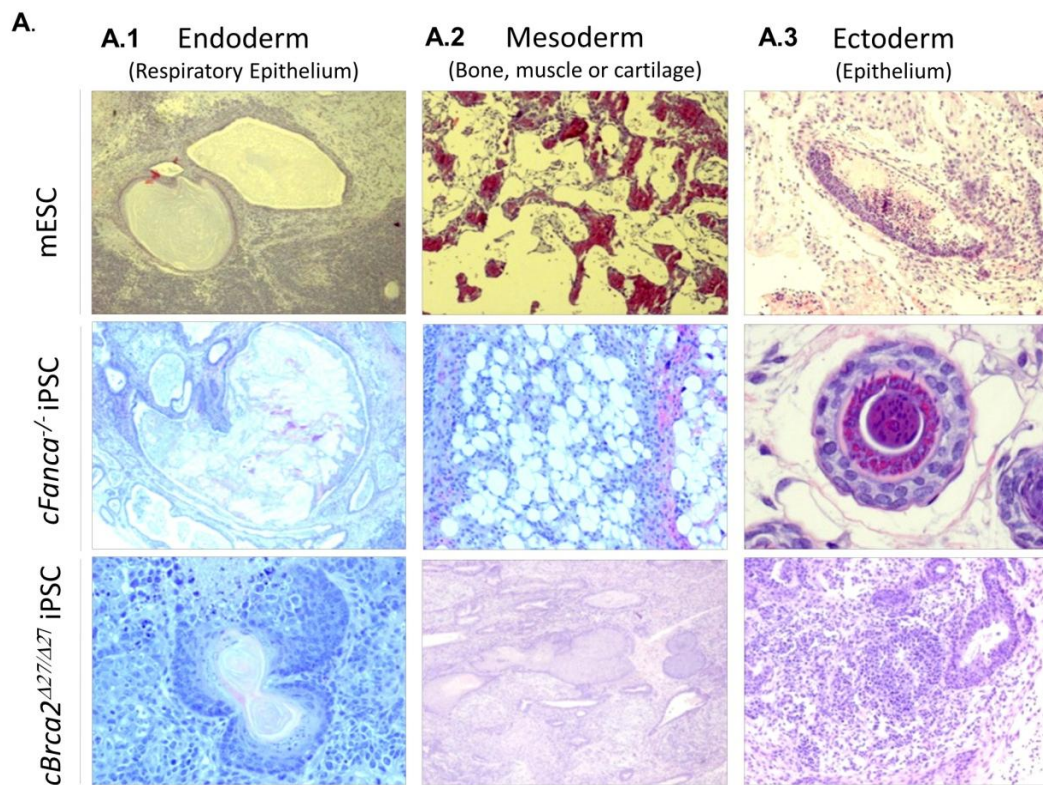 A.
A.1 Endoderm
(Respiratory Epithelium)
A.2 Mesoderm
(Bone, muscle or cartilage)
A.3 Ectoderm
(Epithelium)
mESC
cFanca-/- iPSC
cBrca2Δ27/Δ27 iPSC